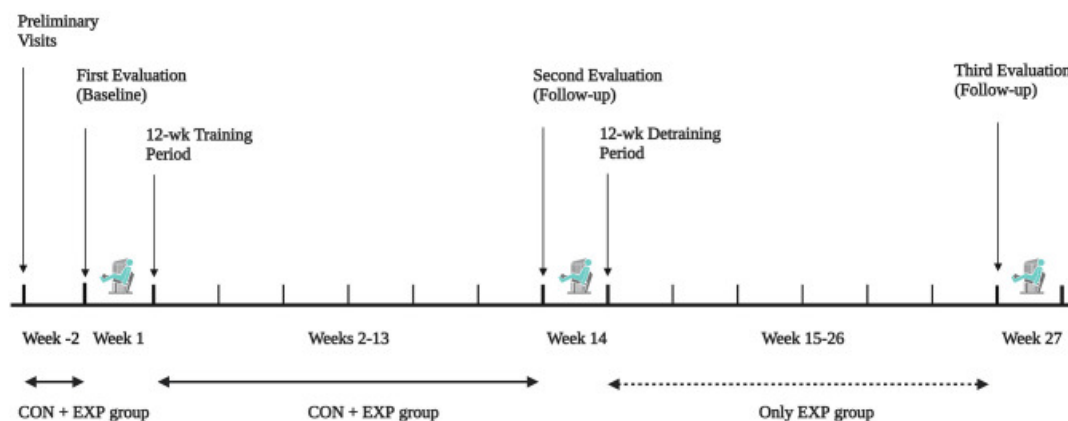 Preliminary
Visits
First Evaluation
(Baseline)
12-wk Training
Period
Second Evaluation
(Follow-up)
12-wk Detraining
Period
Third Evaluation
(Follow-up)
Week -2
Week 1
Weeks 2-13
Week 14
Week 15-26
Week 27
CON + EXP group
CON + EXP group
Only EXP group